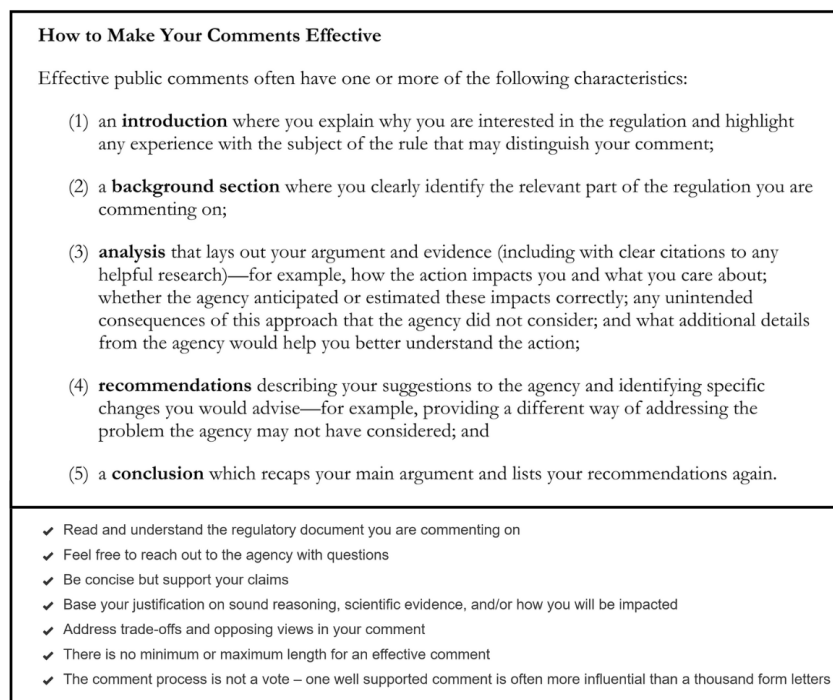 How to Make Your Comments Effective
Effective public comments often have one or more of the following characteristics:
(1) an introduction where you explain why you are interested in the regulation and highlight
any experience with the subject of the rule that may distinguish your comment;
(2) a background section where you clearly identify the relevant part of the regulation you are
commenting on;
(3) analysis that lays out your argument and evidence (including with clear citations to any
helpful research)—for example, how the action impacts you and what you care about;
whether the agency anticipated or estimated these impacts correctly; any unintended
consequences of this approach that the agency did not consider; and what additional details
from the agency would help you better understand the action;
(4) recommendations describing your suggestions to the agency and identifying specific
changes you would advise—for example, providing a different way of addressing the
problem the agency may not have considered; and
(5) a conclusion which recaps your main argument and lists your recommendations again.
✔ Read and understand the regulatory document you are commenting on
✔ Feel free to reach out to the agency with questions
✔ Be concise but support your claims
✔ Base your justification on sound reasoning, scientific evidence, and/or how you will be impacted
✔ Address trade-offs and opposing views in your comment
✔ There is no minimum or maximum length for an effective comment
✔ The comment process is not a vote – one well supported comment is often more influential than a thousand form letters